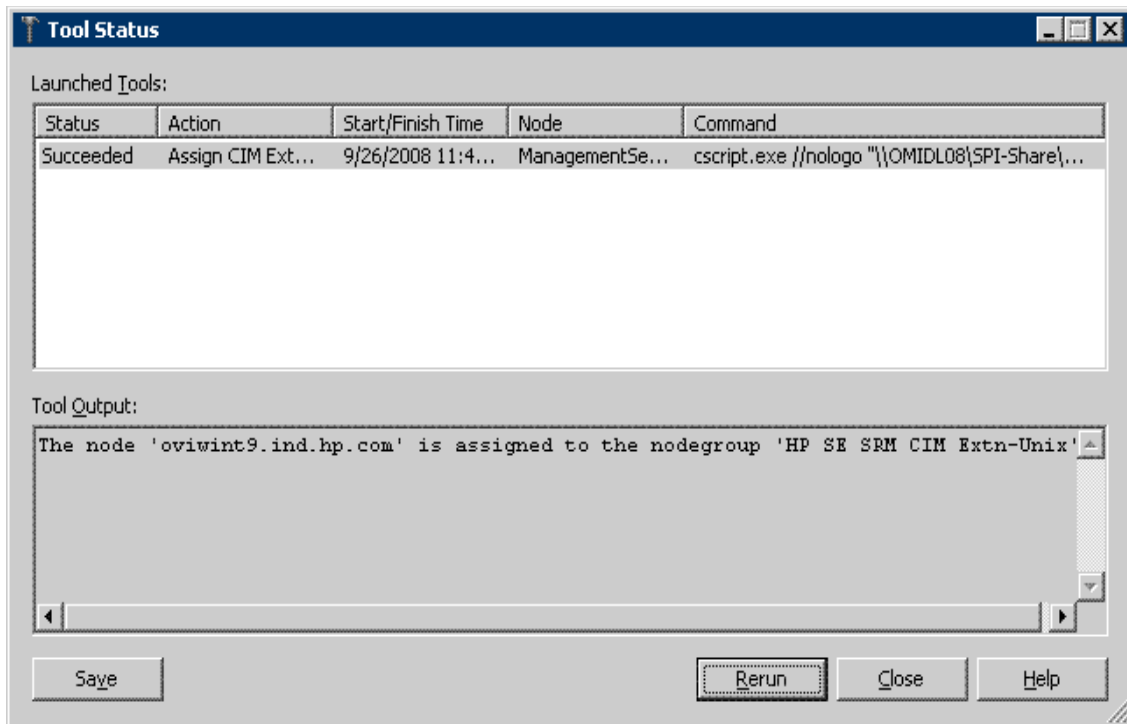 Tool Status
Launched Tools:
Status Action Start/Finish Time Node Command
Succeeded Assign CIM Ext... 9/26/2008 11:4... ManagementSe... cscript.exe //nologo "\\OMIDL08\SPI-Share\...
Tool Output:
The node 'oviwint9.ind.hp.com' is assigned to the nodegroup 'HP SE SRM CIM Extn-Unix'
Save Rerun Close Help